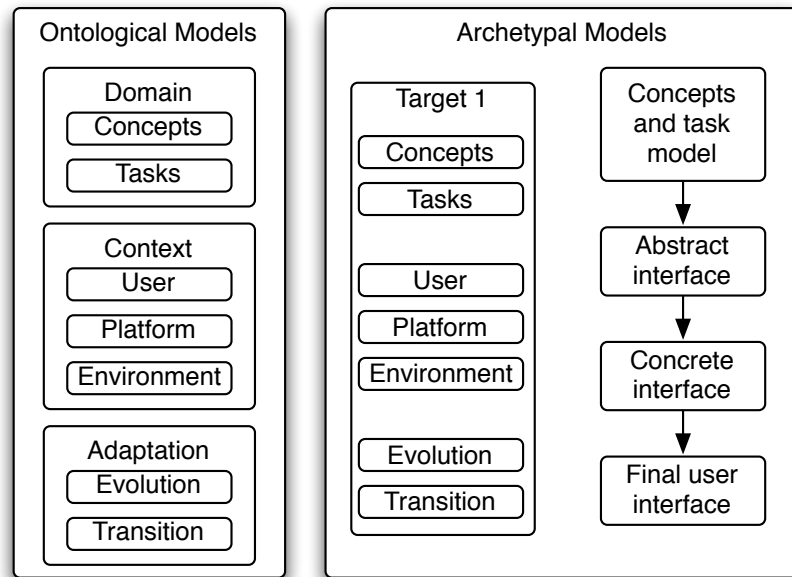 Ontological Models
Domain
Concepts
Tasks
Context
User
Platform
Environment
Adaptation
Evolution
Transition
Archetypal Models
Target 1
Concepts
Tasks
User
Platform
Environment
Evolution
Transition
Concepts
and task
model
Abstract
interface
Concrete
interface
Final user
interface